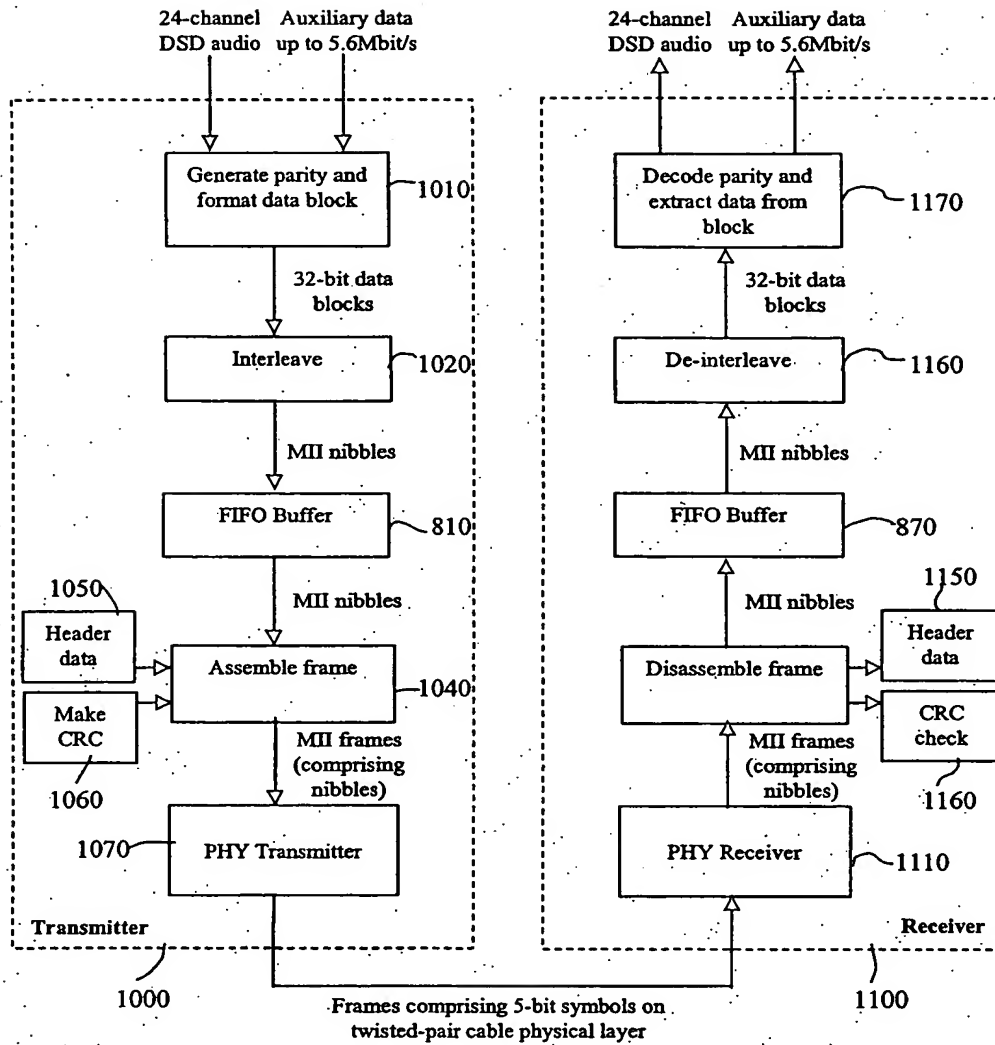 24-channel
DSD audio
Auxiliary data
up to 5.6Mbit/s
Generate parity and
format data block
1010
32-bit data
blocks
Interleave
1020
MII nibbles
FIFO Buffer
810
MII nibbles
1050
Header
data
Make
CRC
1060
Assemble frame
1040
MII frames
(comprising
nibbles)
1070
PHY Transmitter
Transmitter
1000
24-channel
DSD audio
Auxiliary data
up to 5.6Mbit/s
Decode parity and
extract data from
block
1170
32-bit data
blocks
De-interleave
1160
MII nibbles
FIFO Buffer
870
MII nibbles
1150
Header
data
Disassemble frame
CRC
check
1160
MII frames
(comprising
nibbles)
PHY Receiver
1110
Receiver
1100
Frames comprising 5-bit symbols on
twisted-pair cable physical layer